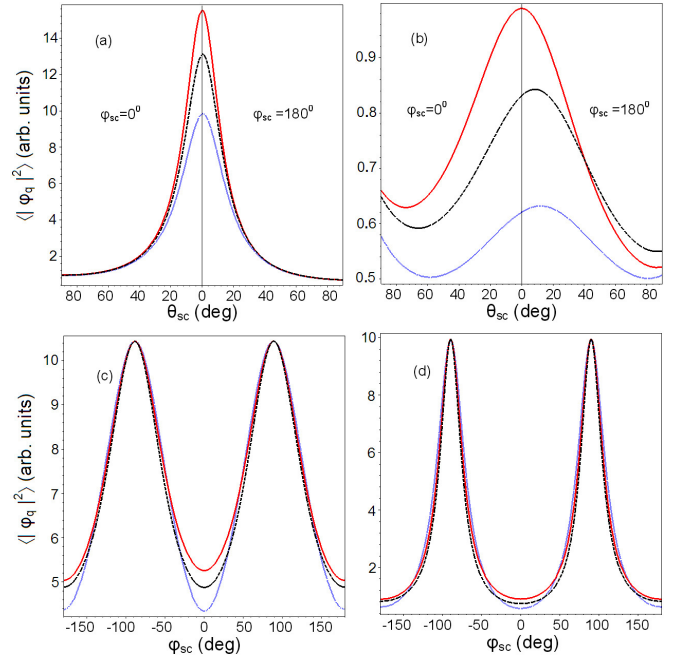 (a)
φsc=0⁰
φsc =180⁰
⟨| φq |²⟩ (arb. units)
14
12
10
8
6
4
2
80 60 40 20 0 20 40 60 80
θsc (deg)
(b)
φsc=0⁰
φsc =180⁰
0.9
0.8
0.7
0.6
0.5
80 60 40 20 0 20 40 60 80
θsc (deg)
(c)
⟨| φq |²⟩ (arb. units)
10
9
8
7
6
5
-150 -100 -50 0 50 100 150
φsc (deg)
(d)
10
8
6
4
2
-150 -100 -50 0 50 100 150
φsc (deg)